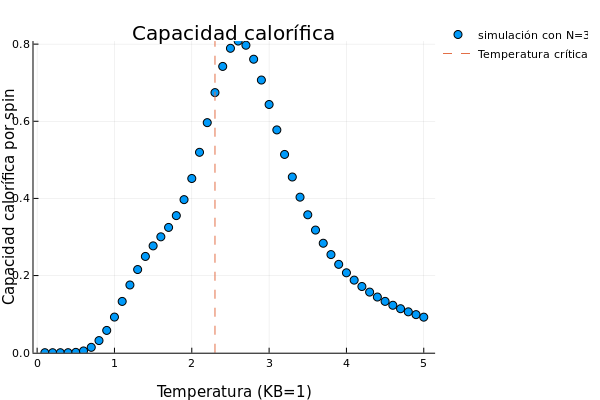 Capacidad calorífica
simulación con N=3
Temperatura crítica
Capacidad calorífica por spin
0.8
0.6
0.4
0.2
0.0
0 1 2 3 4 5
Temperatura (KB=1)